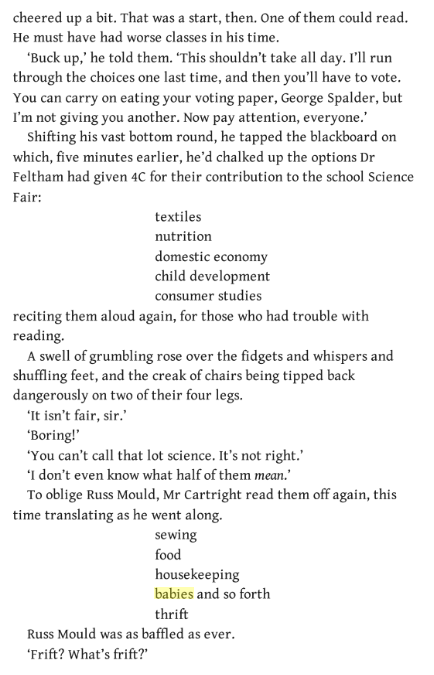 cheered up a bit. That was a start, then. One of them could read.
He must have had worse classes in his time.
‘Buck up,’ he told them. ‘This shouldn’t take all day. I’ll run
through the choices one last time, and then you’ll have to vote.
You can carry on eating your voting paper, George Spalder, but
I’m not giving you another. Now pay attention, everyone.’
Shifting his vast bottom round, he tapped the blackboard on
which, five minutes earlier, he’d chalked up the options Dr
Feltham had given 4C for their contribution to the school Science
Fair:
textiles
nutrition
domestic economy
child development
consumer studies
reciting them aloud again, for those who had trouble with
reading.
A swell of grumbling rose over the fidgets and whispers and
shuffling feet, and the creak of chairs being tipped back
dangerously on two of their four legs.
‘It isn’t fair, sir.’
‘Boring!’
‘You can’t call that lot science. It’s not right.’
‘I don’t even know what half of them mean.’
To oblige Russ Mould, Mr Cartright read them off again, this
time translating as he went along.
sewing
food
housekeeping
babies and so forth
thrift
Russ Mould was as baffled as ever.
‘Frift? What’s frift?’